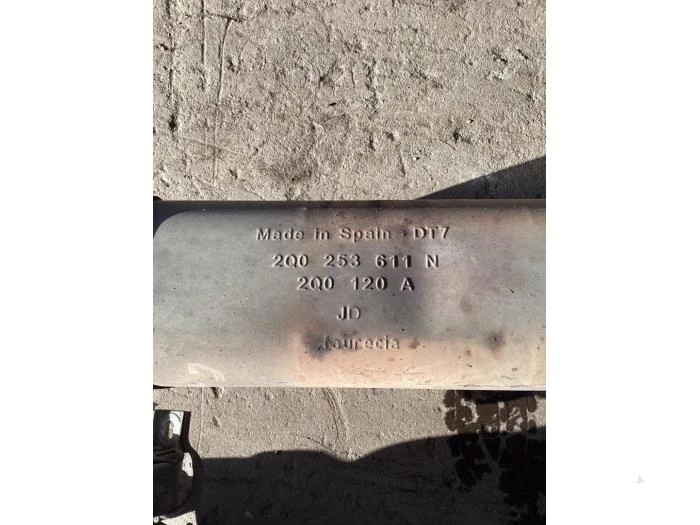 Made in Spain DT7
2Q0 253 611 N
2Q0 120 A
JD
faurecia